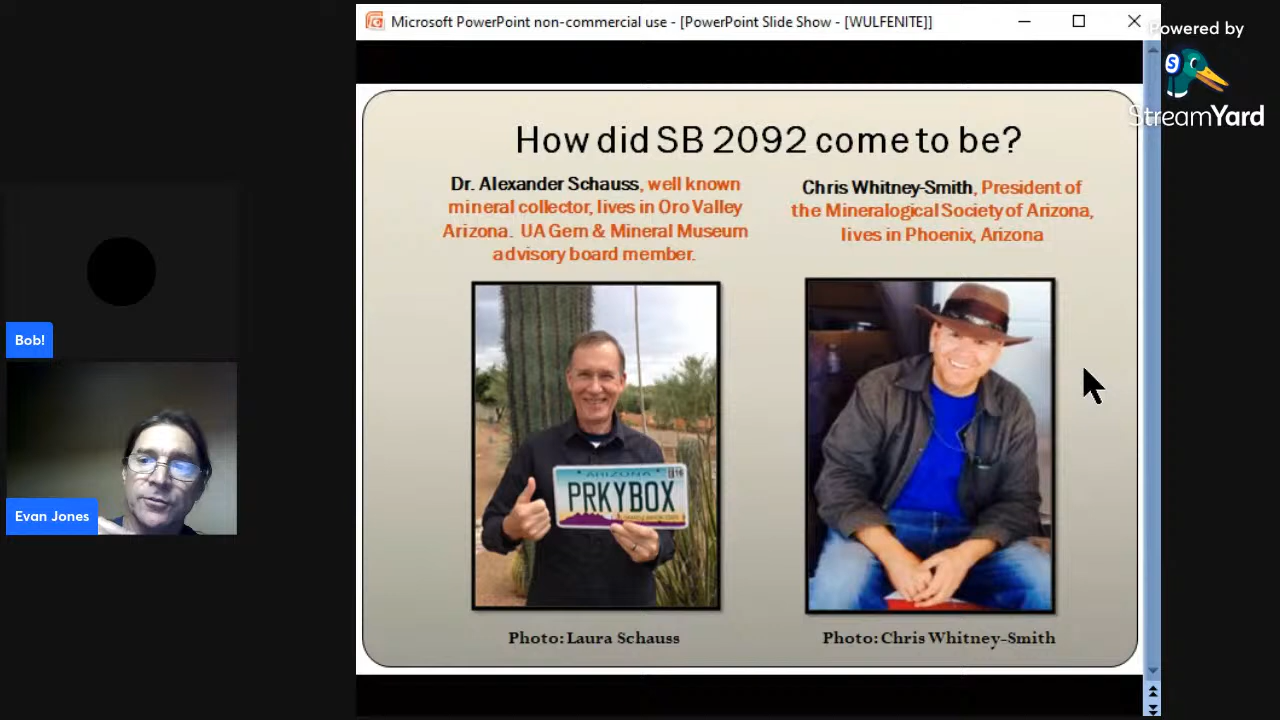 Microsoft PowerPoint non-commercial use - [PowerPoint Slide Show - [WULFENITE]]
Powered by
S
StreamYard
How did SB 2092 come to be?
Dr. Alexander Schauss, well known
mineral collector, lives in Oro Valley
Arizona. UA Gem & Mineral Museum
advisory board member.
Chris Whitney-Smith, President of
the Mineralogical Society of Arizona,
lives in Phoenix, Arizona
ARIZONA
16
PRKYBOX
Photo: Laura Schauss
Photo: Chris Whitney-Smith
Bob!
Evan Jones